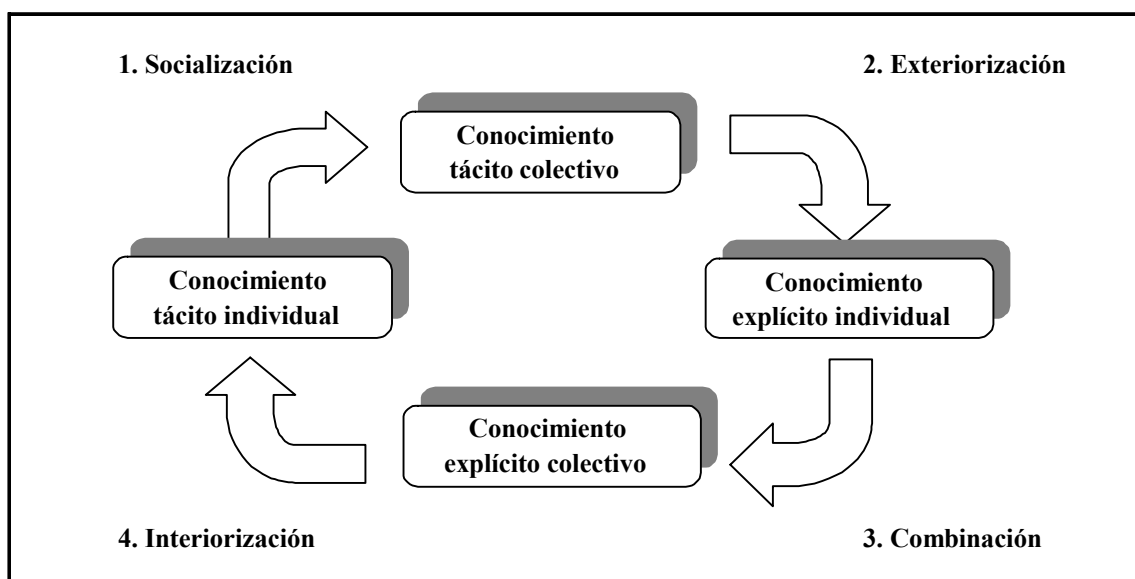 1. Socialización
2. Exteriorización
Conocimiento
tácito colectivo
Conocimiento
tácito individual
Conocimiento
explícito individual
Conocimiento
explícito colectivo
4. Interiorización
3. Combinación